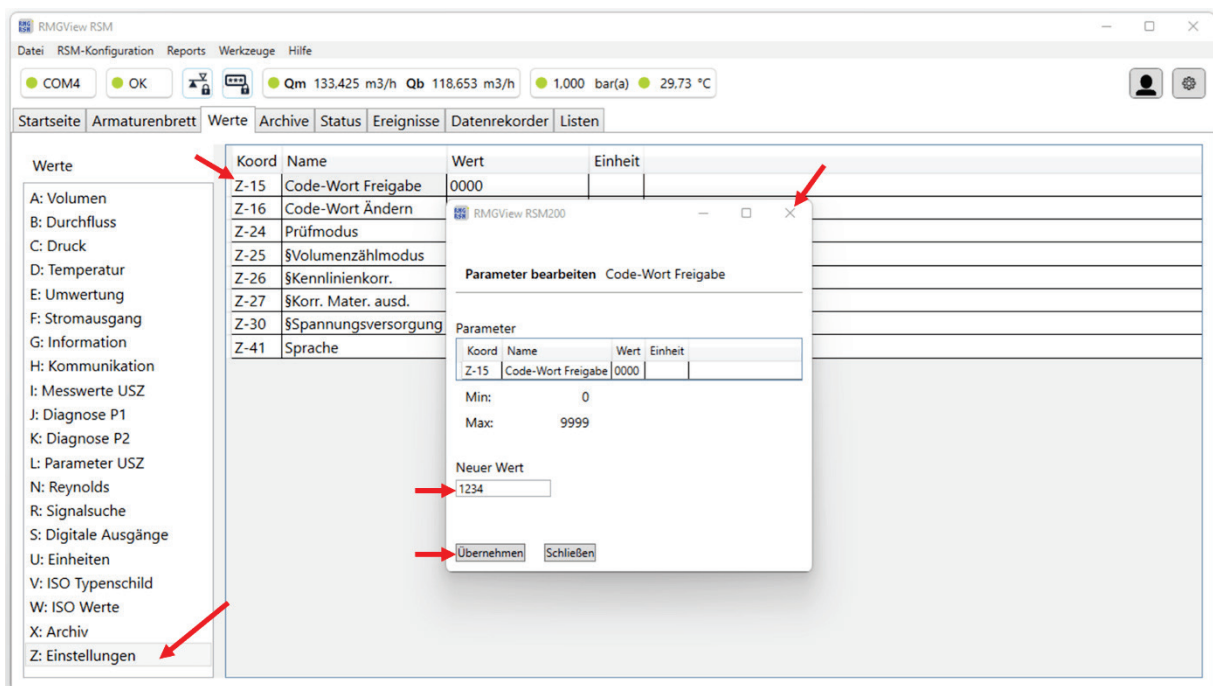 RMGView RSM
Datei RSM-Konfiguration Reports Werkzeuge Hilfe
COM4 OK Qm 133,425 m3/h Qb 118,653 m3/h 1,000 bar(a) 29,73 °C
Startseite Armaturenbrett Werte Archive Status Ereignisse Datenrekorder Listen
Werte
A: Volumen
B: Durchfluss
C: Druck
D: Temperatur
E: Umwertung
F: Stromausgang
G: Information
H: Kommunikation
I: Messwerte USZ
J: Diagnose P1
K: Diagnose P2
L: Parameter USZ
N: Reynolds
R: Signalsuche
S: Digitale Ausgänge
U: Einheiten
V: ISO Typenschild
W: ISO Werte
X: Archiv
Z: Einstellungen
Koord Name Wert Einheit
Z-15 Code-Wort Freigabe 0000
Z-16 Code-Wort Ändern
Z-24 Prüfmodus
Z-25 §Volumenzählmodus
Z-26 §Kennlinienkorr.
Z-27 §Korr. Mater. ausd.
Z-30 §Spannungsversorgung
Z-41 Sprache
RMGView RSM200
Parameter bearbeiten Code-Wort Freigabe
Parameter
Koord Name Wert Einheit
Z-15 Code-Wort Freigabe 0000
Min: 0
Max: 9999
Neuer Wert
1234
Übernehmen Schließen